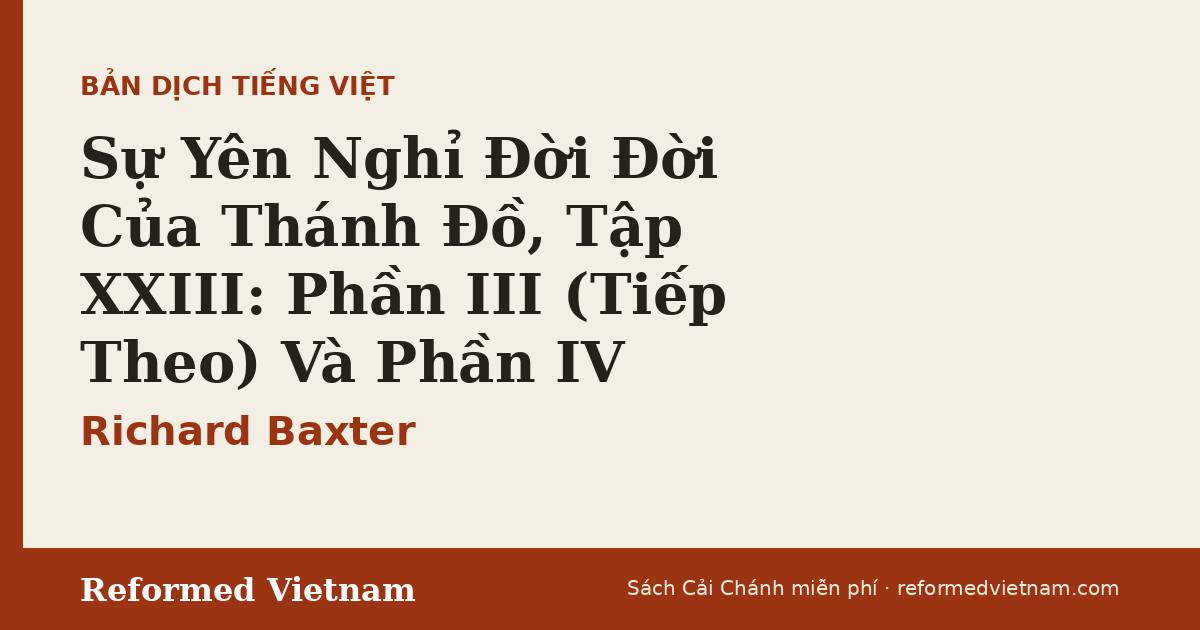 BẢN DỊCH TIẾNG VIỆT
Sự Yên Nghỉ Đời Đời
Của Thánh Đồ, Tập
XXIII: Phần III (Tiếp
Theo) Và Phần IV
Richard Baxter
Reformed Vietnam
Sách Cải Chánh miễn phí · reformedvietnam.com